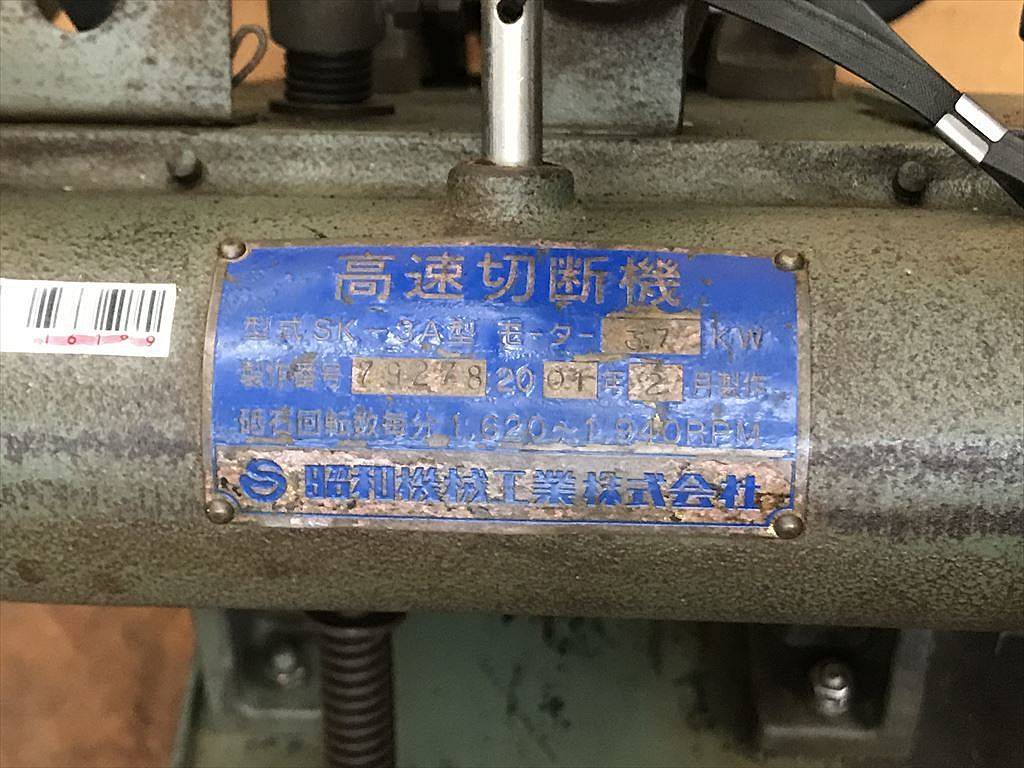 高速切断機
型式 SK-3A型 モーター 3.7 kW
製作番号 79278 2001年2月製作
砥石回転数毎分 1,620～1,940RPM
昭和機械工業株式会社
10199